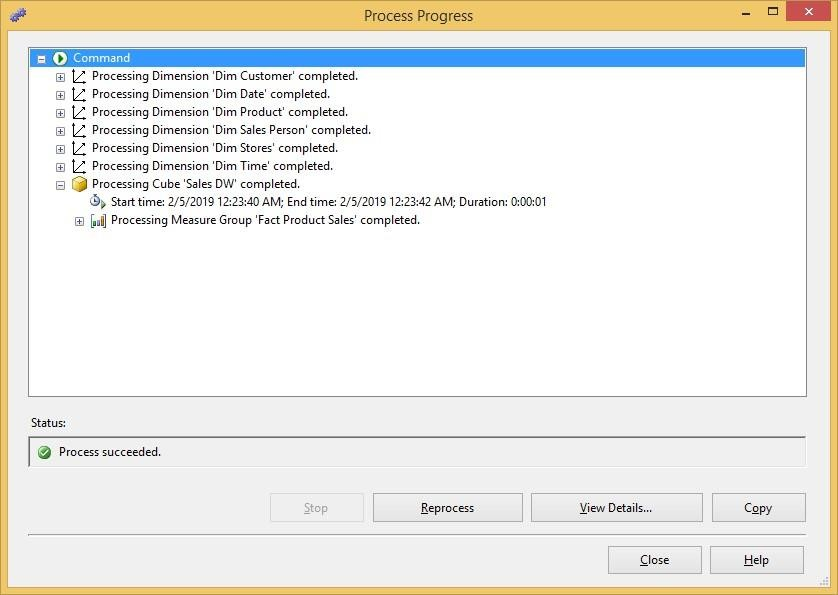 Process Progress
Command
Processing Dimension 'Dim Customer' completed.
Processing Dimension 'Dim Date' completed.
Processing Dimension 'Dim Product' completed.
Processing Dimension 'Dim Sales Person' completed.
Processing Dimension 'Dim Stores' completed.
Processing Dimension 'Dim Time' completed.
Processing Cube 'Sales DW' completed.
Start time: 2/5/2019 12:23:40 AM; End time: 2/5/2019 12:23:42 AM; Duration: 0:00:01
Processing Measure Group 'Fact Product Sales' completed.
Status:
Process succeeded.
Stop Reprocess View Details... Copy
Close Help